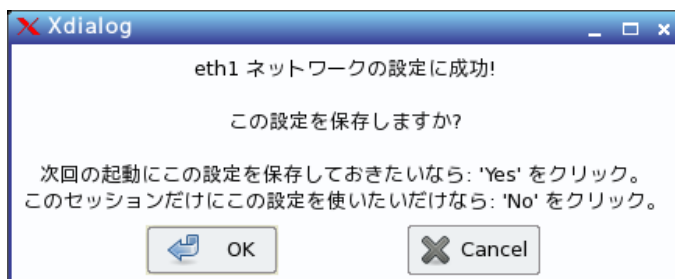 Xdialog
eth1 ネットワークの設定に成功!
この設定を保存しますか?
次回の起動にこの設定を保存しておきたいなら: 'Yes' をクリック。
このセッションだけにこの設定を使いたいだけなら: 'No' をクリック。
OK
Cancel